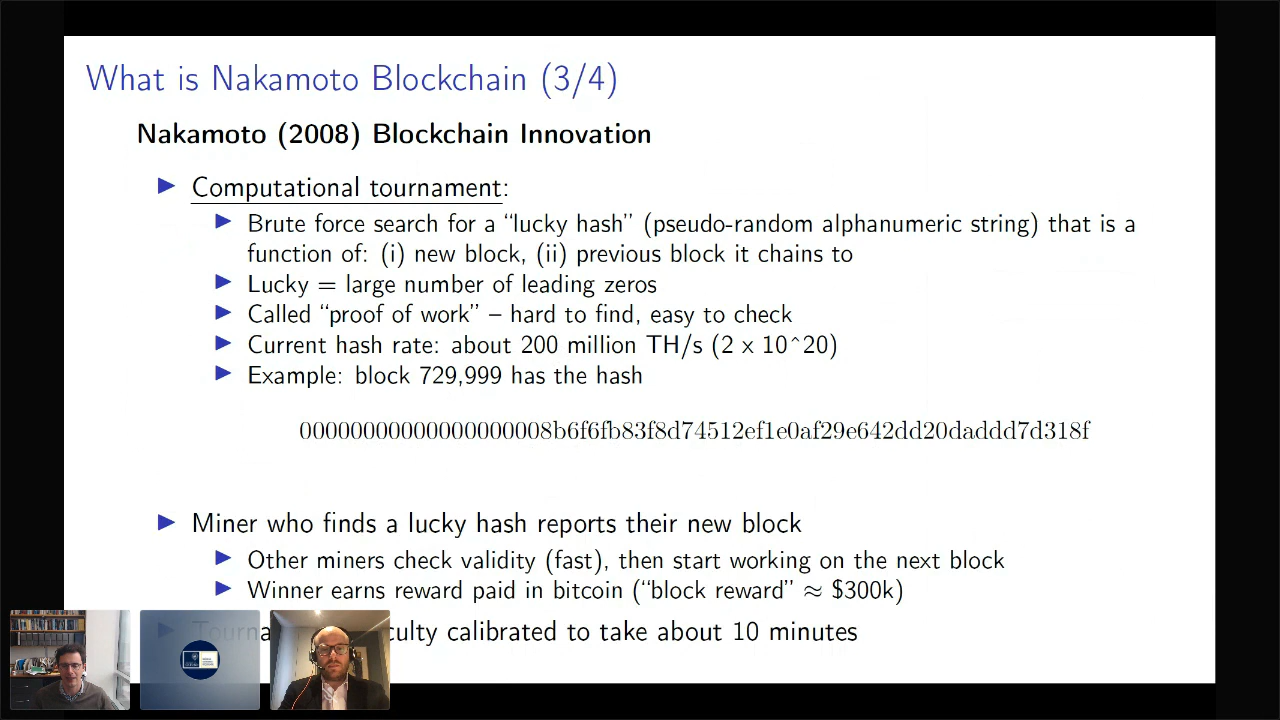 What is Nakamoto Blockchain (3/4)
Nakamoto (2008) Blockchain Innovation
Computational tournament:
Brute force search for a “lucky hash” (pseudo-random alphanumeric string) that is a
function of: (i) new block, (ii) previous block it chains to
Lucky = large number of leading zeros
Called “proof of work” – hard to find, easy to check
Current hash rate: about 200 million TH/s (2 x 10^20)
Example: block 729,999 has the hash
00000000000000000008b6f6fb83f8d74512ef1e0af29e642dd20daddd7d318f
Miner who finds a lucky hash reports their new block
Other miners check validity (fast), then start working on the next block
Winner earns reward paid in bitcoin (“block reward” ≈ $300k)
calibrated to take about 10 minutes